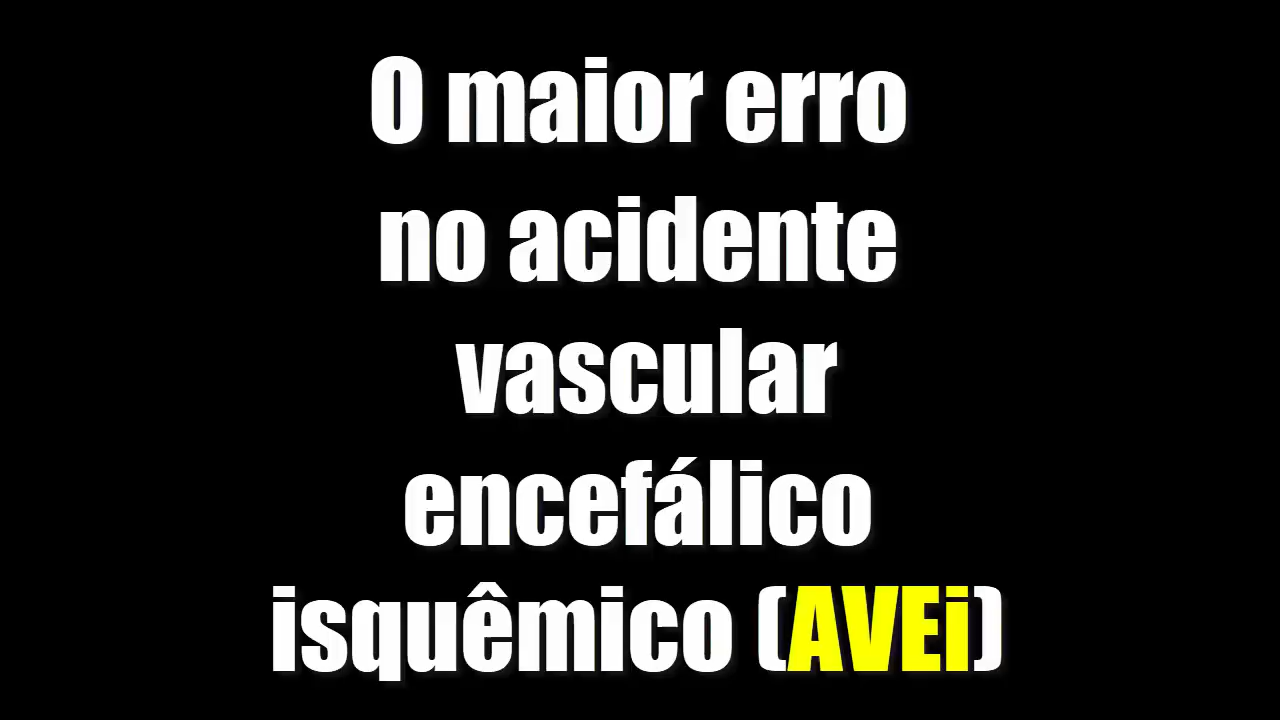 O maior erro
no acidente
vascular
encefálico
isquêmico (AVEi)